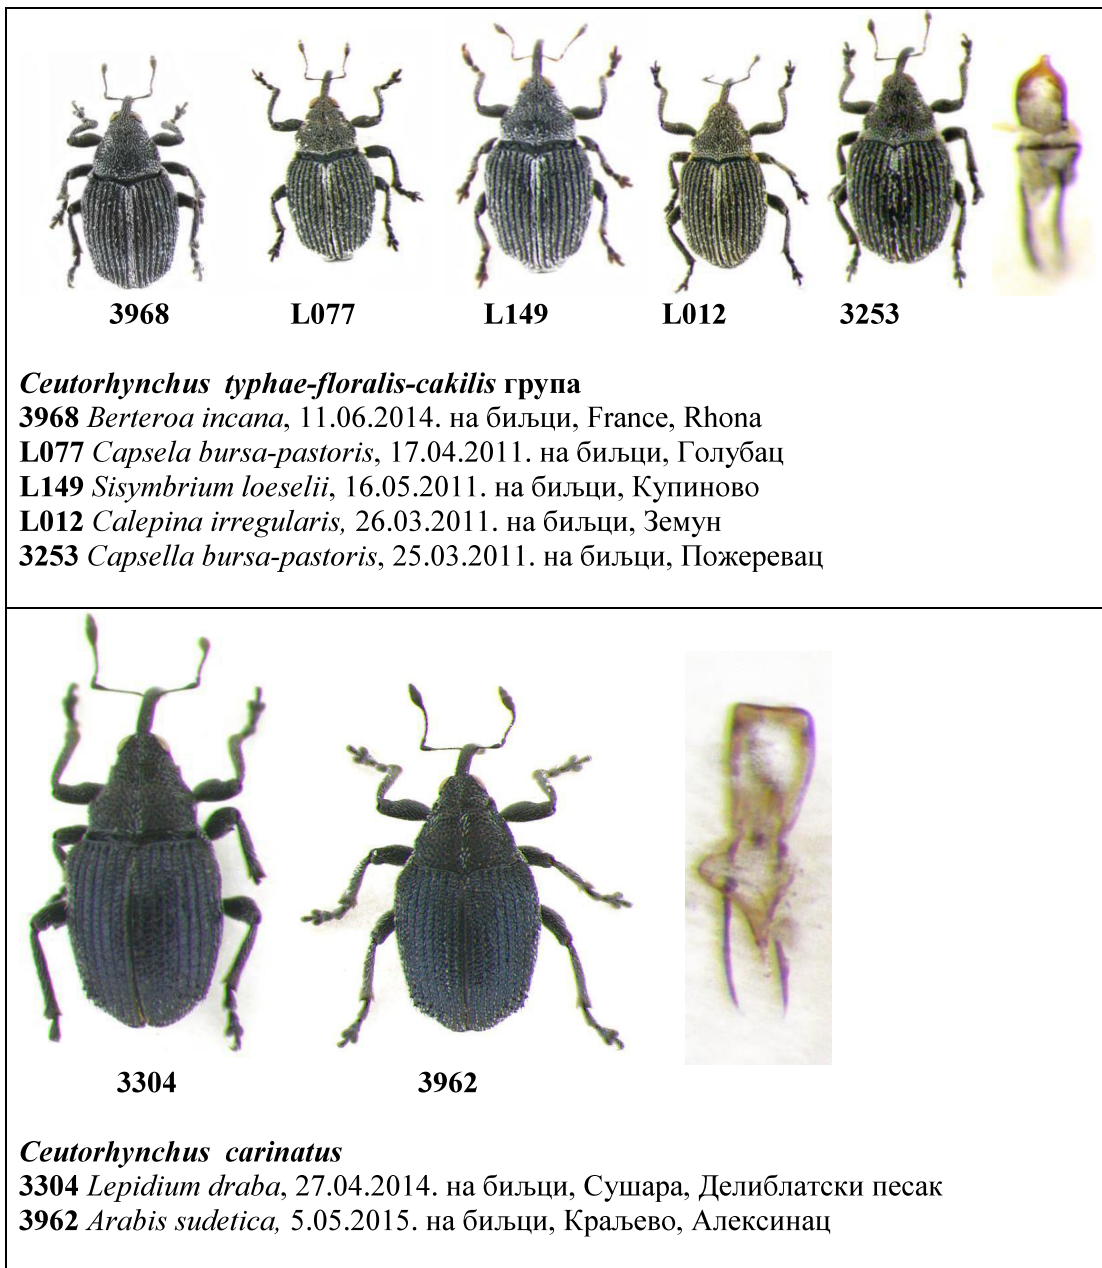 3968 L077 L149 L012 3253
Ceutorhynchus typhae-floralis-cakilis група
3968 Berteroa incana, 11.06.2014. на биљци, France, Rhona
L077 Capsela bursa-pastoris, 17.04.2011. на биљци, Голубац
L149 Sisymbrium loeselii, 16.05.2011. на биљци, Купиново
L012 Calepina irregularis, 26.03.2011. на биљци, Земун
3253 Capsella bursa-pastoris, 25.03.2011. на биљци, Пожеревац
3304 3962
Ceutorhynchus carinatus
3304 Lepidium draba, 27.04.2014. на биљци, Сушара, Делиблатски песак
3962 Arabis sudetica, 5.05.2015. на биљци, Краљево, Алексинац